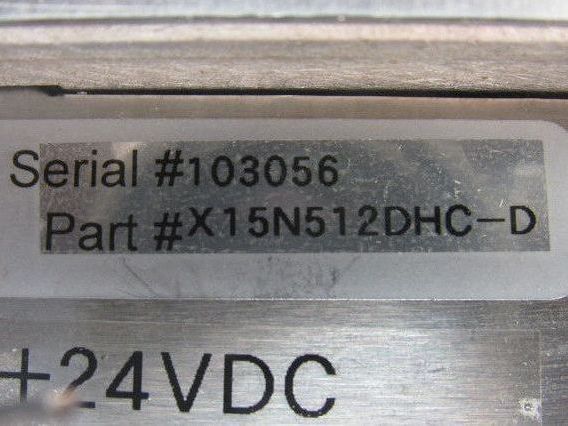 Serial #103056
Part #X15N512DHC-D
+24VDC